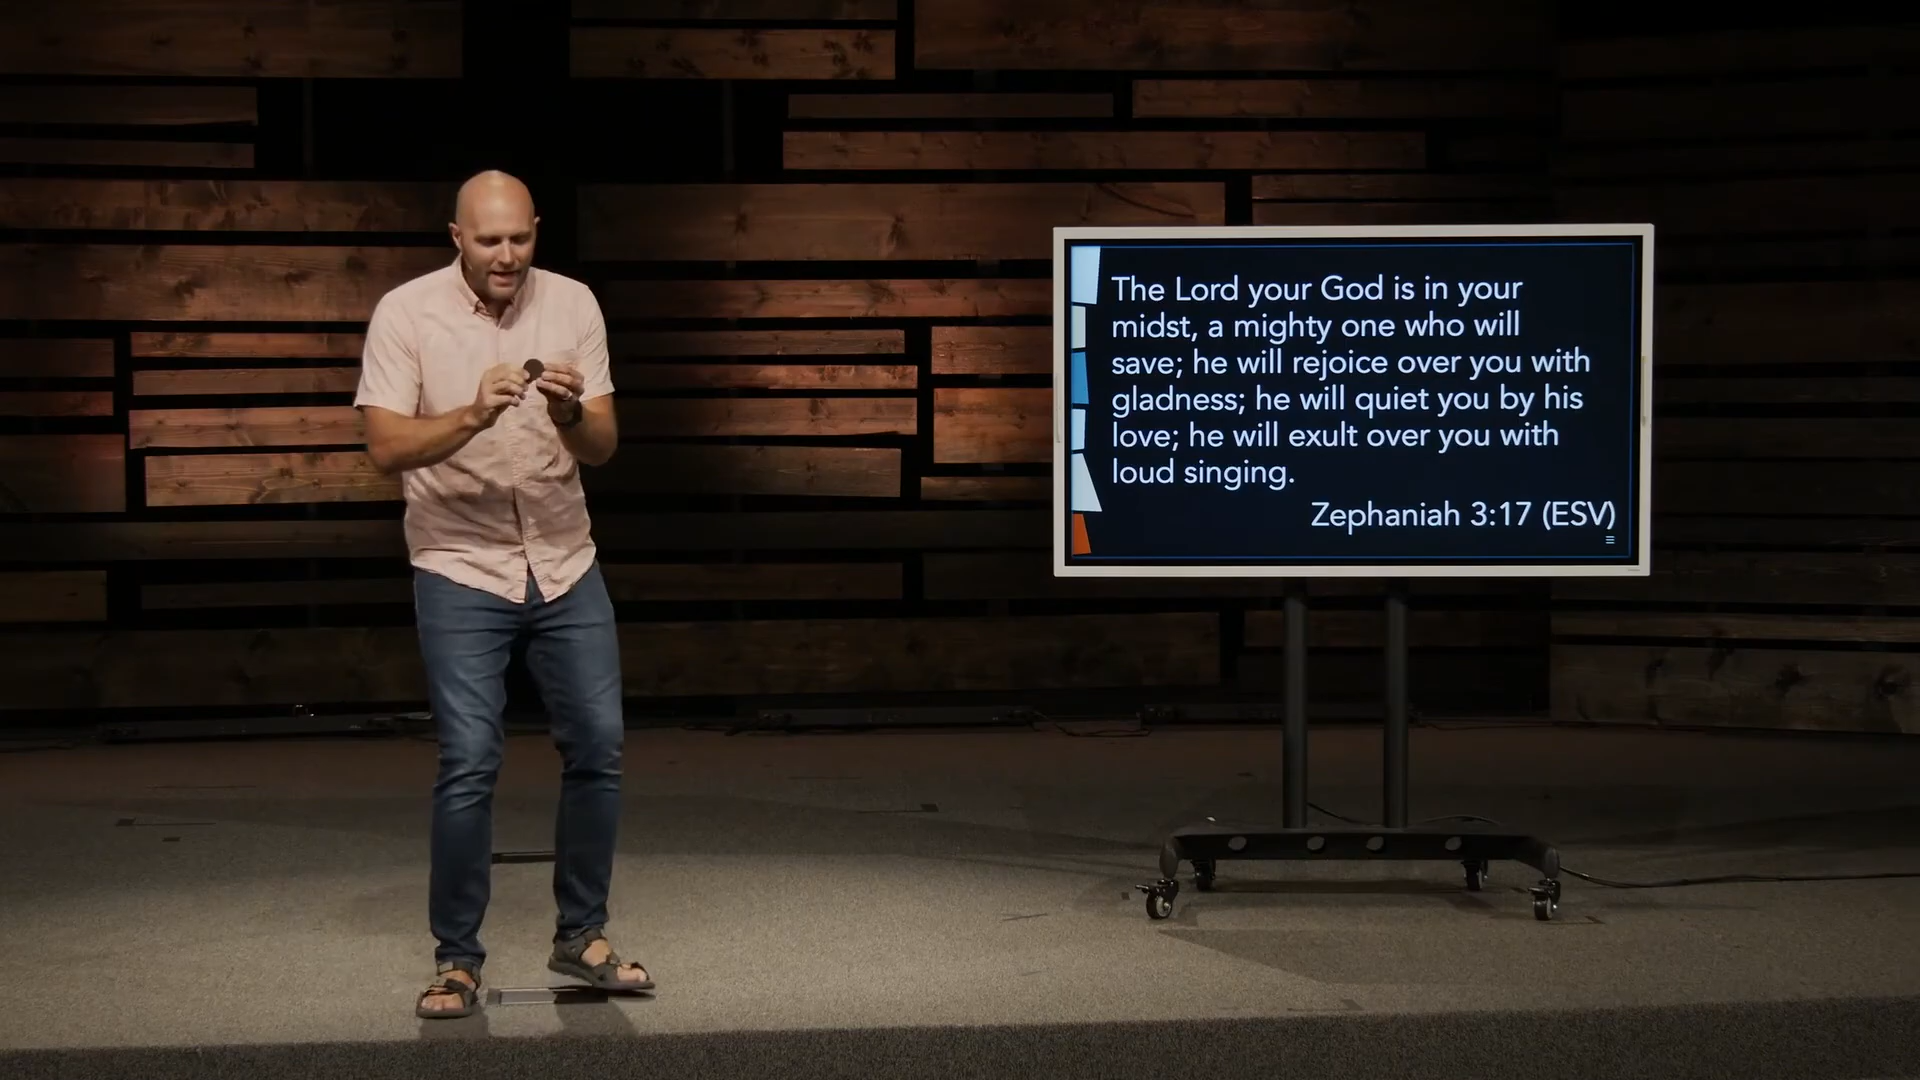 The Lord your God is in your
midst, a mighty one who will
save; he will rejoice over you with
gladness; he will quiet you by his
love; he will exult over you with
loud singing.
Zephaniah 3:17 (ESV)